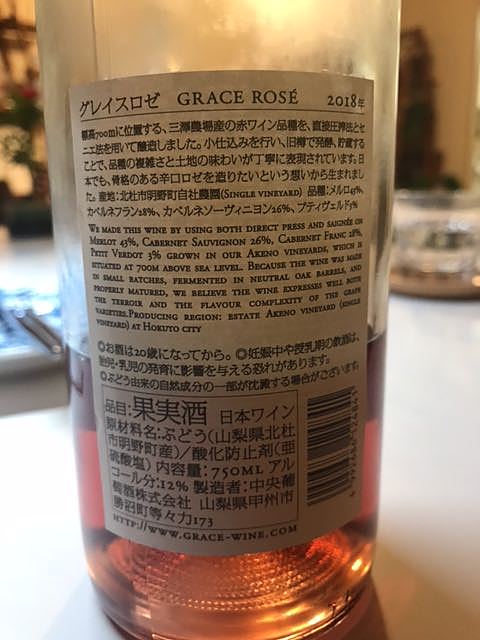 グレイスロゼ GRACE ROSÉ 2018年
標高700mに位置する、三澤農場産の赤ワイン品種を、直接圧搾法とセ
ニエ法を用いて醸造しました。小仕込みを行い、旧樽で発酵、貯蔵する
ことで、品種の複雑さと土地の味わいが丁寧に表現されています。日
本でも、骨格のある辛口ロゼを造りたいという想いから生まれまし
た。産地:北杜市明野町自社農園(SINGLE VINEYARD) 品種:メルロ43%、
カベルネフラン28%、カベルネソーヴィニヨン26%、プティヴェルド3%
WE MADE THIS WINE BY USING BOTH DIRECT PRESS AND SAIGNÉE ON
MERLOT 43%, CABERNET SAUVIGNON 26%, CABERNET FRANC 28%,
PETIT VERDOT 3% GROWN IN OUR AKENO VINEYARDS, WHICH IS
SITUATED AT 700M ABOVE SEA LEVEL. BECAUSE THE WINE WAS MADE
IN SMALL BATCHES, FERMENTED IN NEUTRAL OAK BARRELS, AND
PROPERLY MATURED, WE BELIEVE THE WINE EXPRESSES WELL BOTH
THE TERROIR AND THE FLAVOUR COMPLEXITY OF THE GRAPE
VARIETIES.PRODUCING REGION: ESTATE AKENO VINEYARD (SINGLE
VINEYARD) AT HOKUTO CITY
◎お酒は20歳になってから。◎妊娠中や授乳期の飲酒は、
胎児・乳児の発育に影響を与える恐れがあります。
◎ぶどう由来の自然成分の一部が沈澱する場合がございます。
品目:果実酒 日本ワイン
原材料名:ぶどう(山梨県北杜
市明野町産)/酸化防止剤(亜
硫酸塩) 内容量:750ML アル
コール分:12% 製造者:中央葡
萄酒株式会社 山梨県甲州市
勝沼町等々力173
HTTP://WWW.GRACE-WINE.COM